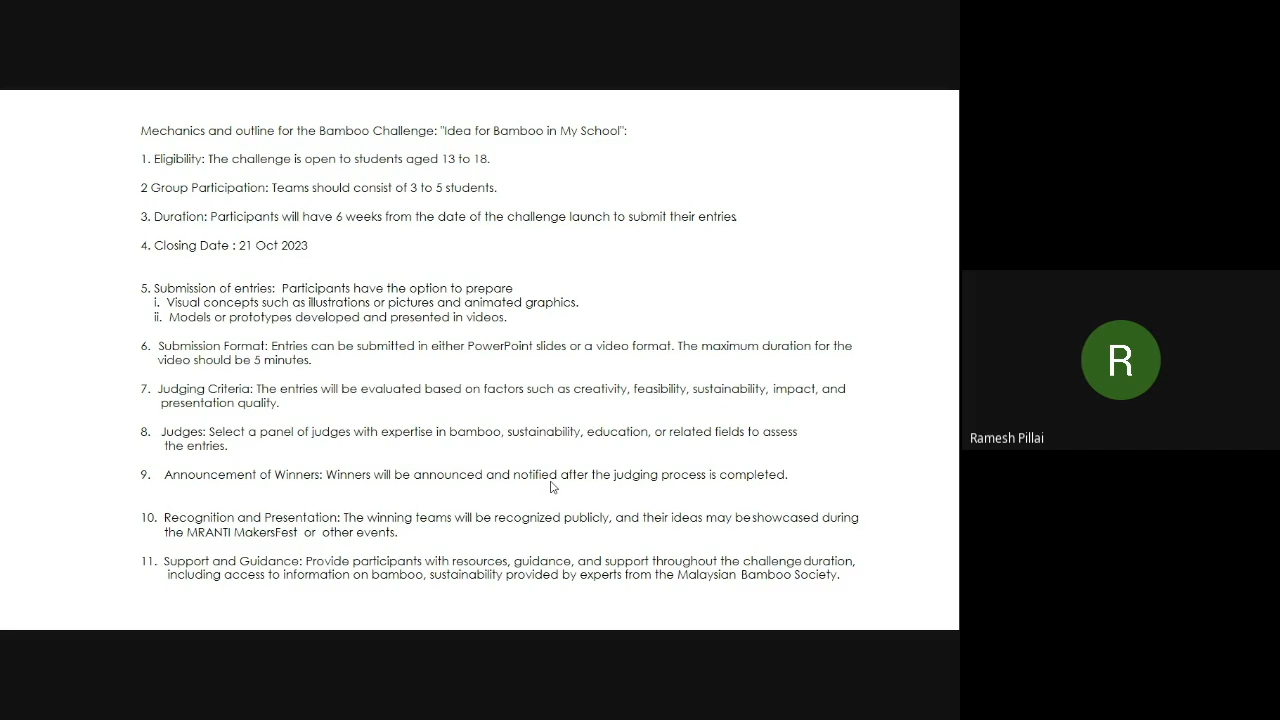 Mechanics and outline for the Bamboo Challenge: "Idea for Bamboo in My School":
1. Eligibility: The challenge is open to students aged 13 to 18.
2 Group Participation: Teams should consist of 3 to 5 students.
3. Duration: Participants will have 6 weeks from the date of the challenge launch to submit their entries.
4. Closing Date : 21 Oct 2023
5. Submission of entries: Participants have the option to prepare
i. Visual concepts such as illustrations or pictures and animated graphics.
ii. Models or prototypes developed and presented in videos.
6. Submission Format: Entries can be submitted in either PowerPoint slides or a video format. The maximum duration for the
video should be 5 minutes.
7. Judging Criteria: The entries will be evaluated based on factors such as creativity, feasibility, sustainability, impact, and
presentation quality.
8. Judges: Select a panel of judges with expertise in bamboo, sustainability, education, or related fields to assess
the entries.
9. Announcement of Winners: Winners will be announced and notified after the judging process is completed.
10. Recognition and Presentation: The winning teams will be recognized publicly, and their ideas may be showcased during
the MRANTI MakersFest or other events.
11. Support and Guidance: Provide participants with resources, guidance, and support throughout the challenge duration,
including access to information on bamboo, sustainability provided by experts from the Malaysian Bamboo Society.
R
Ramesh Pillai